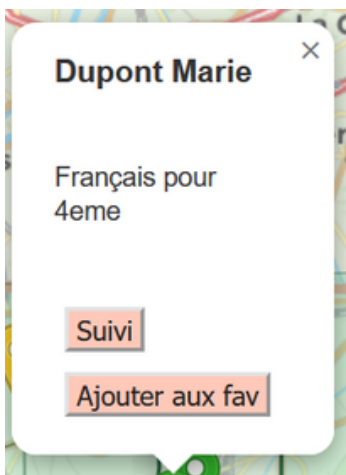 Dupont Marie
×
Français pour
4eme
Suivi
Ajouter aux fav